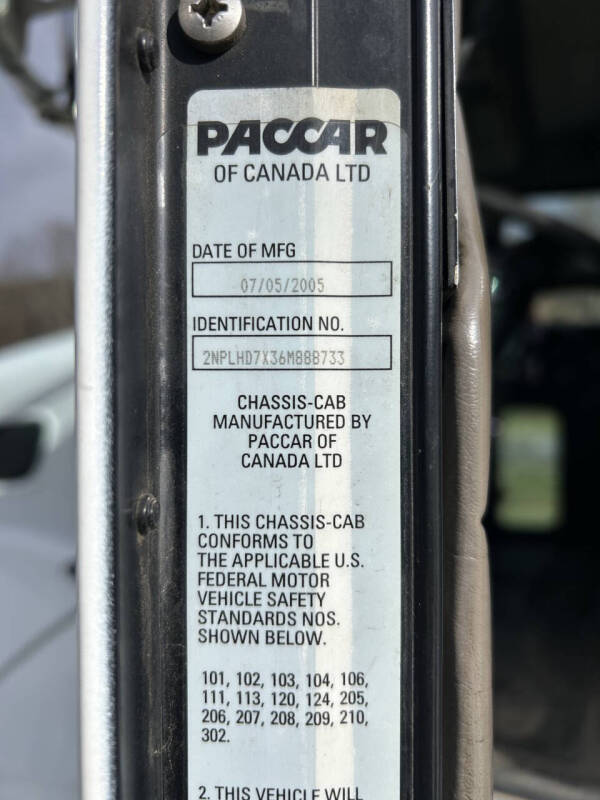 PACCAR
OF CANADA LTD
DATE OF MFG
07/05/2005
IDENTIFICATION NO.
2NPLHD7X36M888733
CHASSIS-CAB
MANUFACTURED BY
PACCAR OF
CANADA LTD
1. THIS CHASSIS-CAB
CONFORMS TO
THE APPLICABLE U.S.
FEDERAL MOTOR
VEHICLE SAFETY
STANDARDS NOS.
SHOWN BELOW.
101, 102, 103, 104, 106,
111, 113, 120, 124, 205,
206, 207, 208, 209, 210,
302.
2. THIS VEHICLE WILL